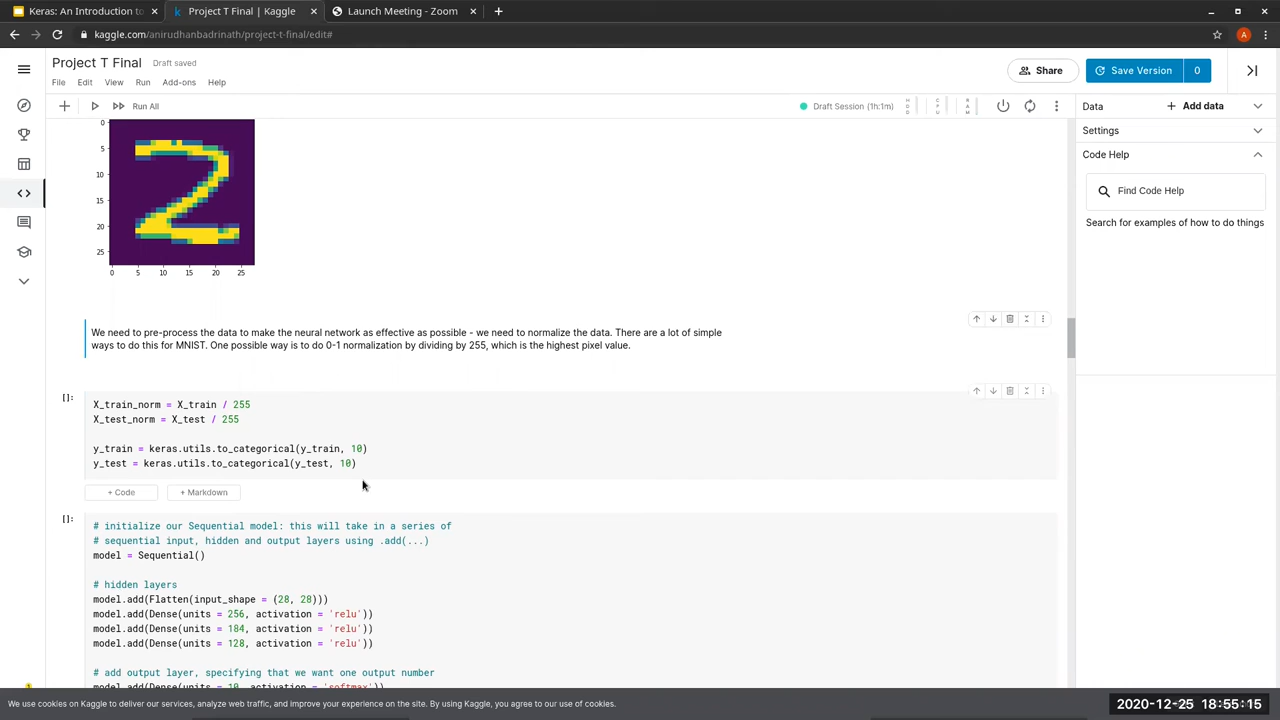 Keras: An Introduction to
Project T Final | Kaggle
Launch Meeting - Zoom
kaggle.com/anirudhanbadrinath/project-t-final/edit#
A
Project T Final
Draft saved
Share
Save Version
0
File Edit View Run Add-ons Help
Run All
Draft Session (1h:1m)
HDD
CPU
RAM
Data
Add data
Settings
Code Help
Find Code Help
Search for examples of how to do things
0
5
10
15
20
25
0 5 10 15 20 25
We need to pre-process the data to make the neural network as effective as possible - we need to normalize the data. There are a lot of simple
ways to do this for MNIST. One possible way is to do 0-1 normalization by dividing by 255, which is the highest pixel value.
[]:
X_train_norm = X_train / 255
X_test_norm = X_test / 255
y_train = keras.utils.to_categorical(y_train, 10)
y_test = keras.utils.to_categorical(y_test, 10)
+ Code
+ Markdown
[]:
# initialize our Sequential model: this will take in a series of
# sequential input, hidden and output layers using .add(...)
model = Sequential()
# hidden layers
model.add(Flatten(input_shape = (28, 28)))
model.add(Dense(units = 256, activation = 'relu'))
model.add(Dense(units = 184, activation = 'relu'))
model.add(Dense(units = 128, activation = 'relu'))
# add output layer, specifying that we want one output number
model.add(Dense(units = 10, activation = 'softmax'))
We use cookies on Kaggle to deliver our services, analyze web traffic, and improve your experience on the site. By using Kaggle, you agree to our use of cookies.
2020-12-25 18:55:15